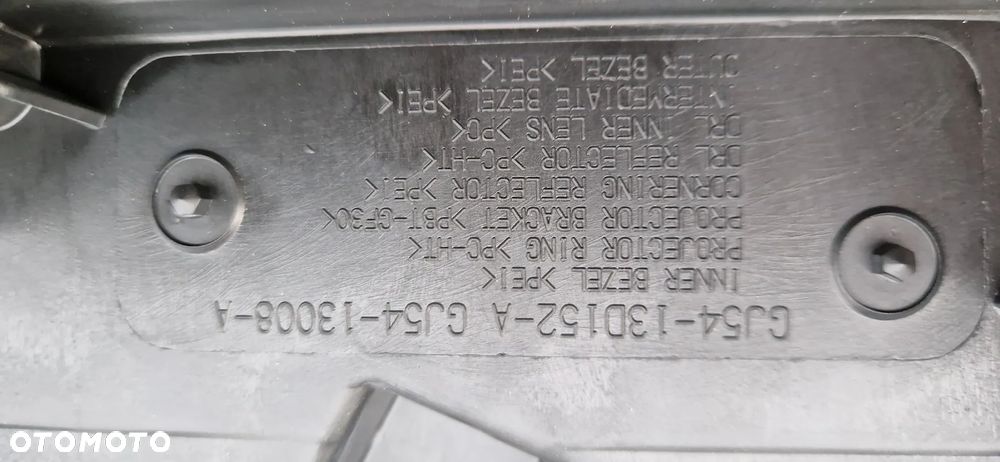 GJ54-13D152-A GJ54-13008-A
INNER BEZEL >PEI<
PROJECTOR RING >PC-HT<
PROJECTOR BRACKET >PBT-GF30<
CORNERING REFLECTOR >PEI<
DRL REFLECTOR >PC-HT<
DRL INNER LENS >PC<
INTERMEDIATE BEZEL >PEI<
OUTER BEZEL >PEI<
OTOMOTO